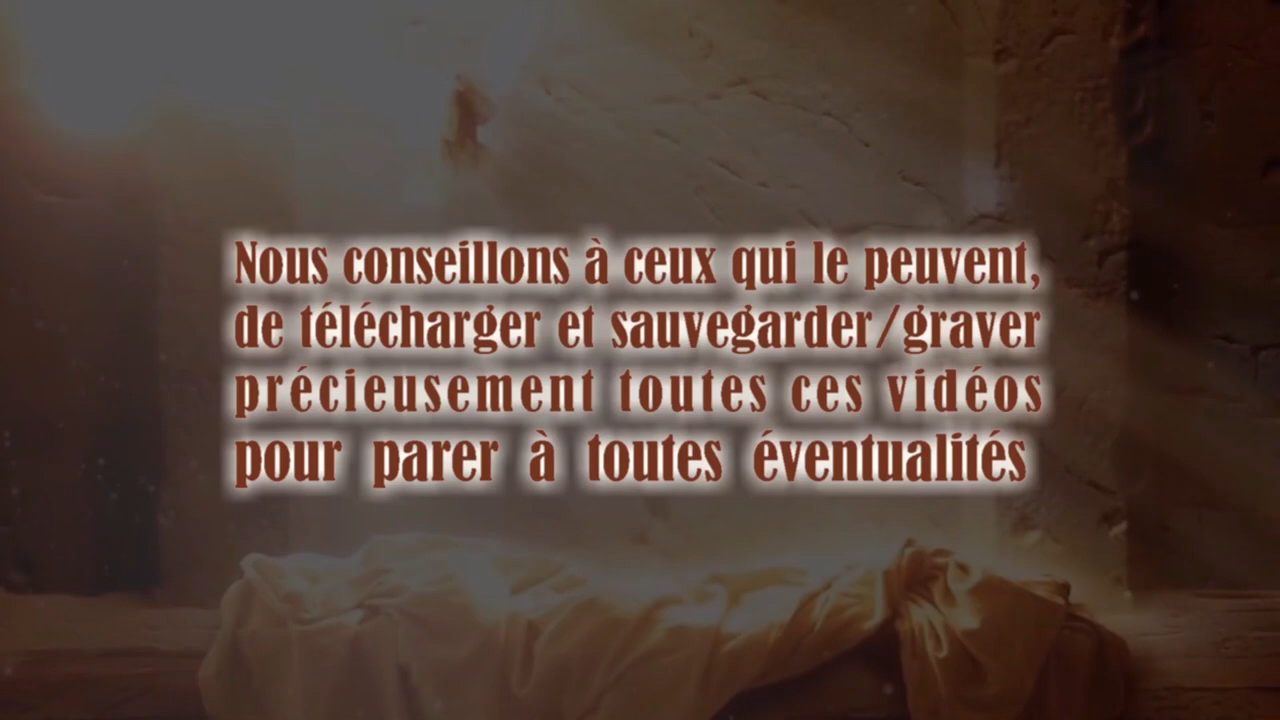 Nous conseillons à ceux qui le peuvent,
de télécharger et sauvegarder/graver
précieusement toutes ces vidéos
pour parer à toutes éventualités